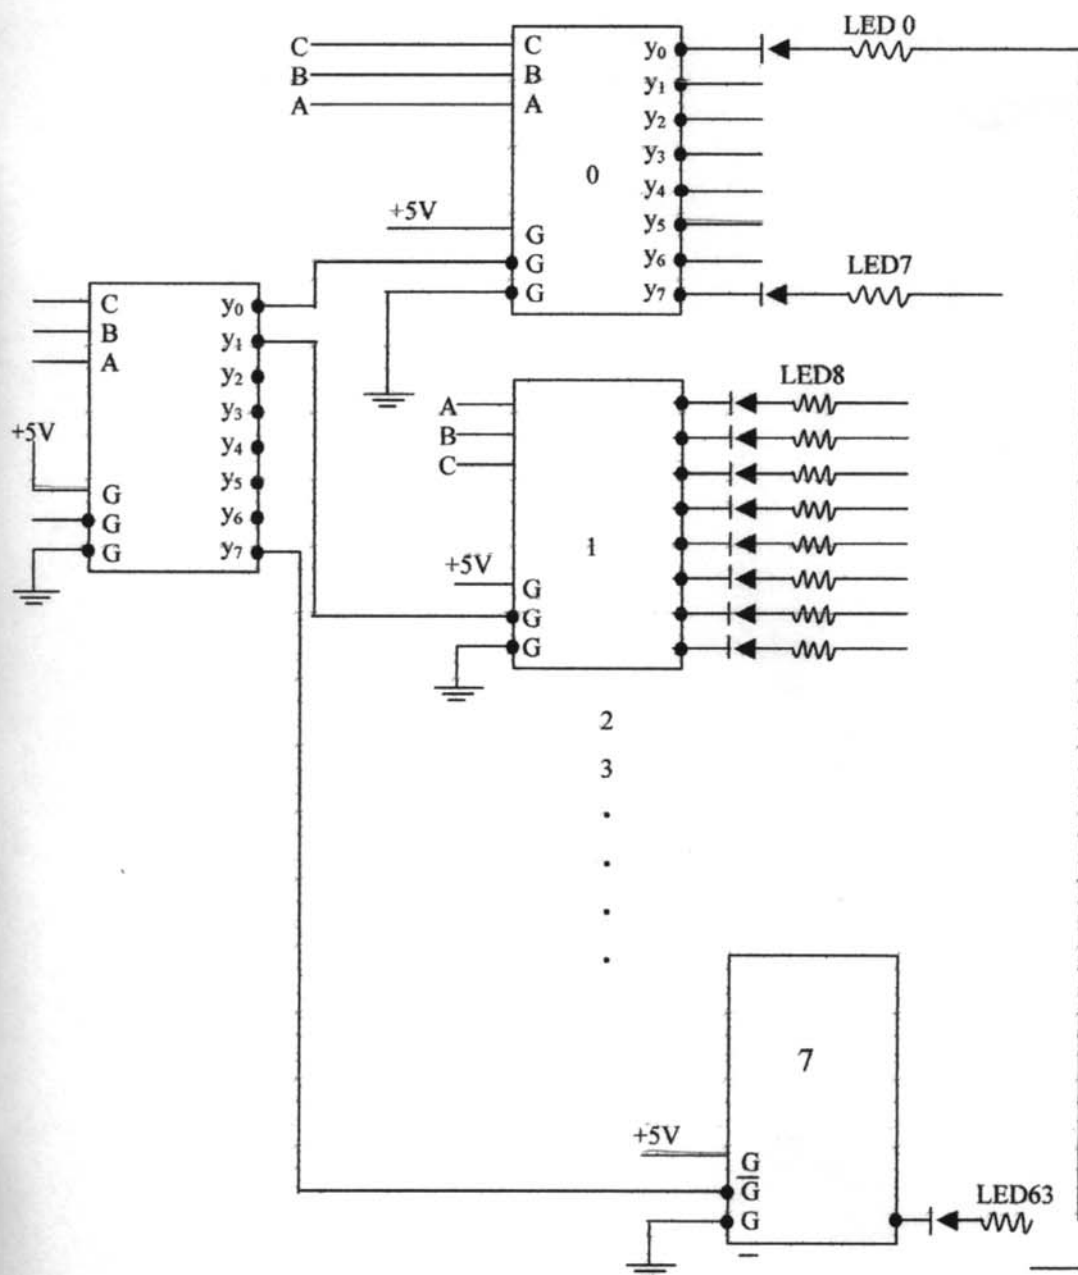 LED 0
C C y₀
B B y₁
A A y₂
y₃
0 y₄
+5V G y₅
G y₆ LED7
G y₇
C y₀
B y₁
A y₂
y₃
+5V y₄
y₅
G y₆
G y₇
G
LED8
A
B
C
1
+5V G
G
G
2
3
.
.
.
.
7
+5V G
G̅
G LED63